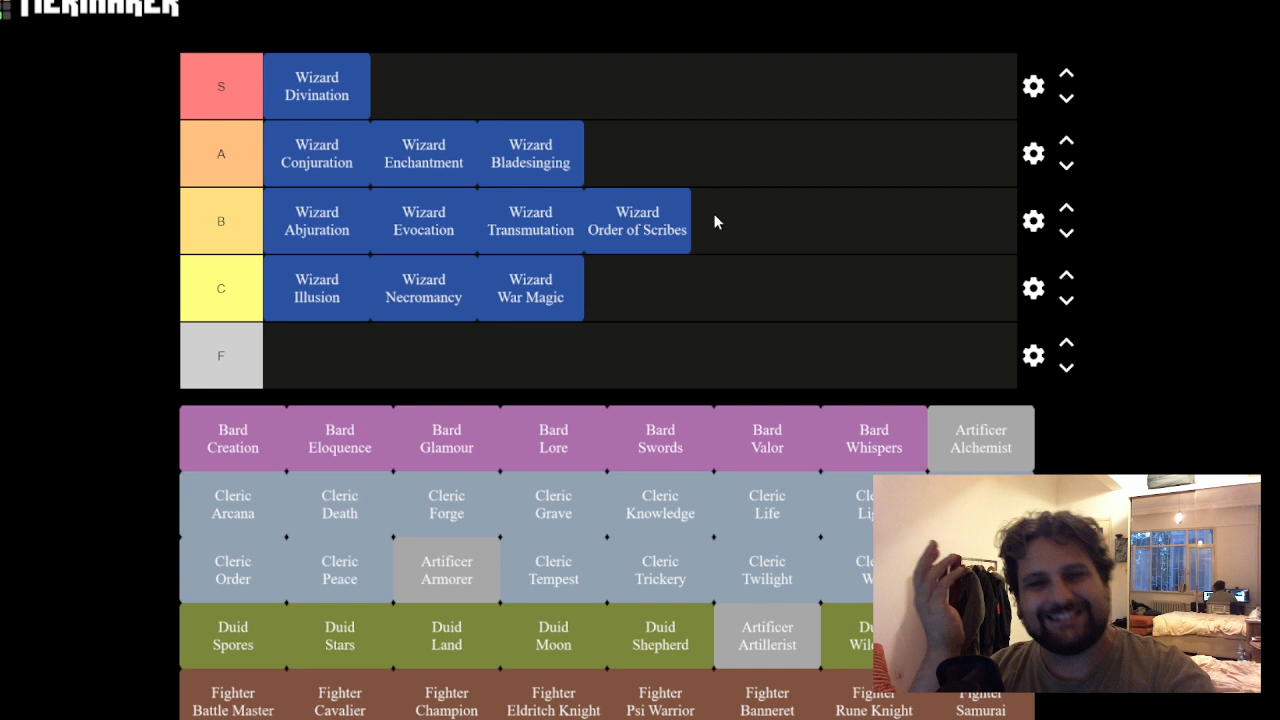 TIERMAKER
S
Wizard
Divination
A
Wizard
Conjuration
Wizard
Enchantment
Wizard
Bladesinging
B
Wizard
Abjuration
Wizard
Evocation
Wizard
Transmutation
Wizard
Order of Scribes
C
Wizard
Illusion
Wizard
Necromancy
Wizard
War Magic
F
Bard
Creation
Bard
Eloquence
Bard
Glamour
Bard
Lore
Bard
Swords
Bard
Valor
Bard
Whispers
Artificer
Alchemist
Cleric
Arcana
Cleric
Death
Cleric
Forge
Cleric
Grave
Cleric
Knowledge
Cleric
Life
Cleric
Order
Cleric
Peace
Artificer
Armorer
Cleric
Tempest
Cleric
Trickery
Cleric
Twilight
Duid
Spores
Duid
Stars
Duid
Land
Duid
Moon
Duid
Shepherd
Artificer
Artillerist
Fighter
Battle Master
Fighter
Cavalier
Fighter
Champion
Fighter
Eldritch Knight
Fighter
Psi Warrior
Fighter
Banneret
Fighter
Rune Knight
Fighter
Samurai